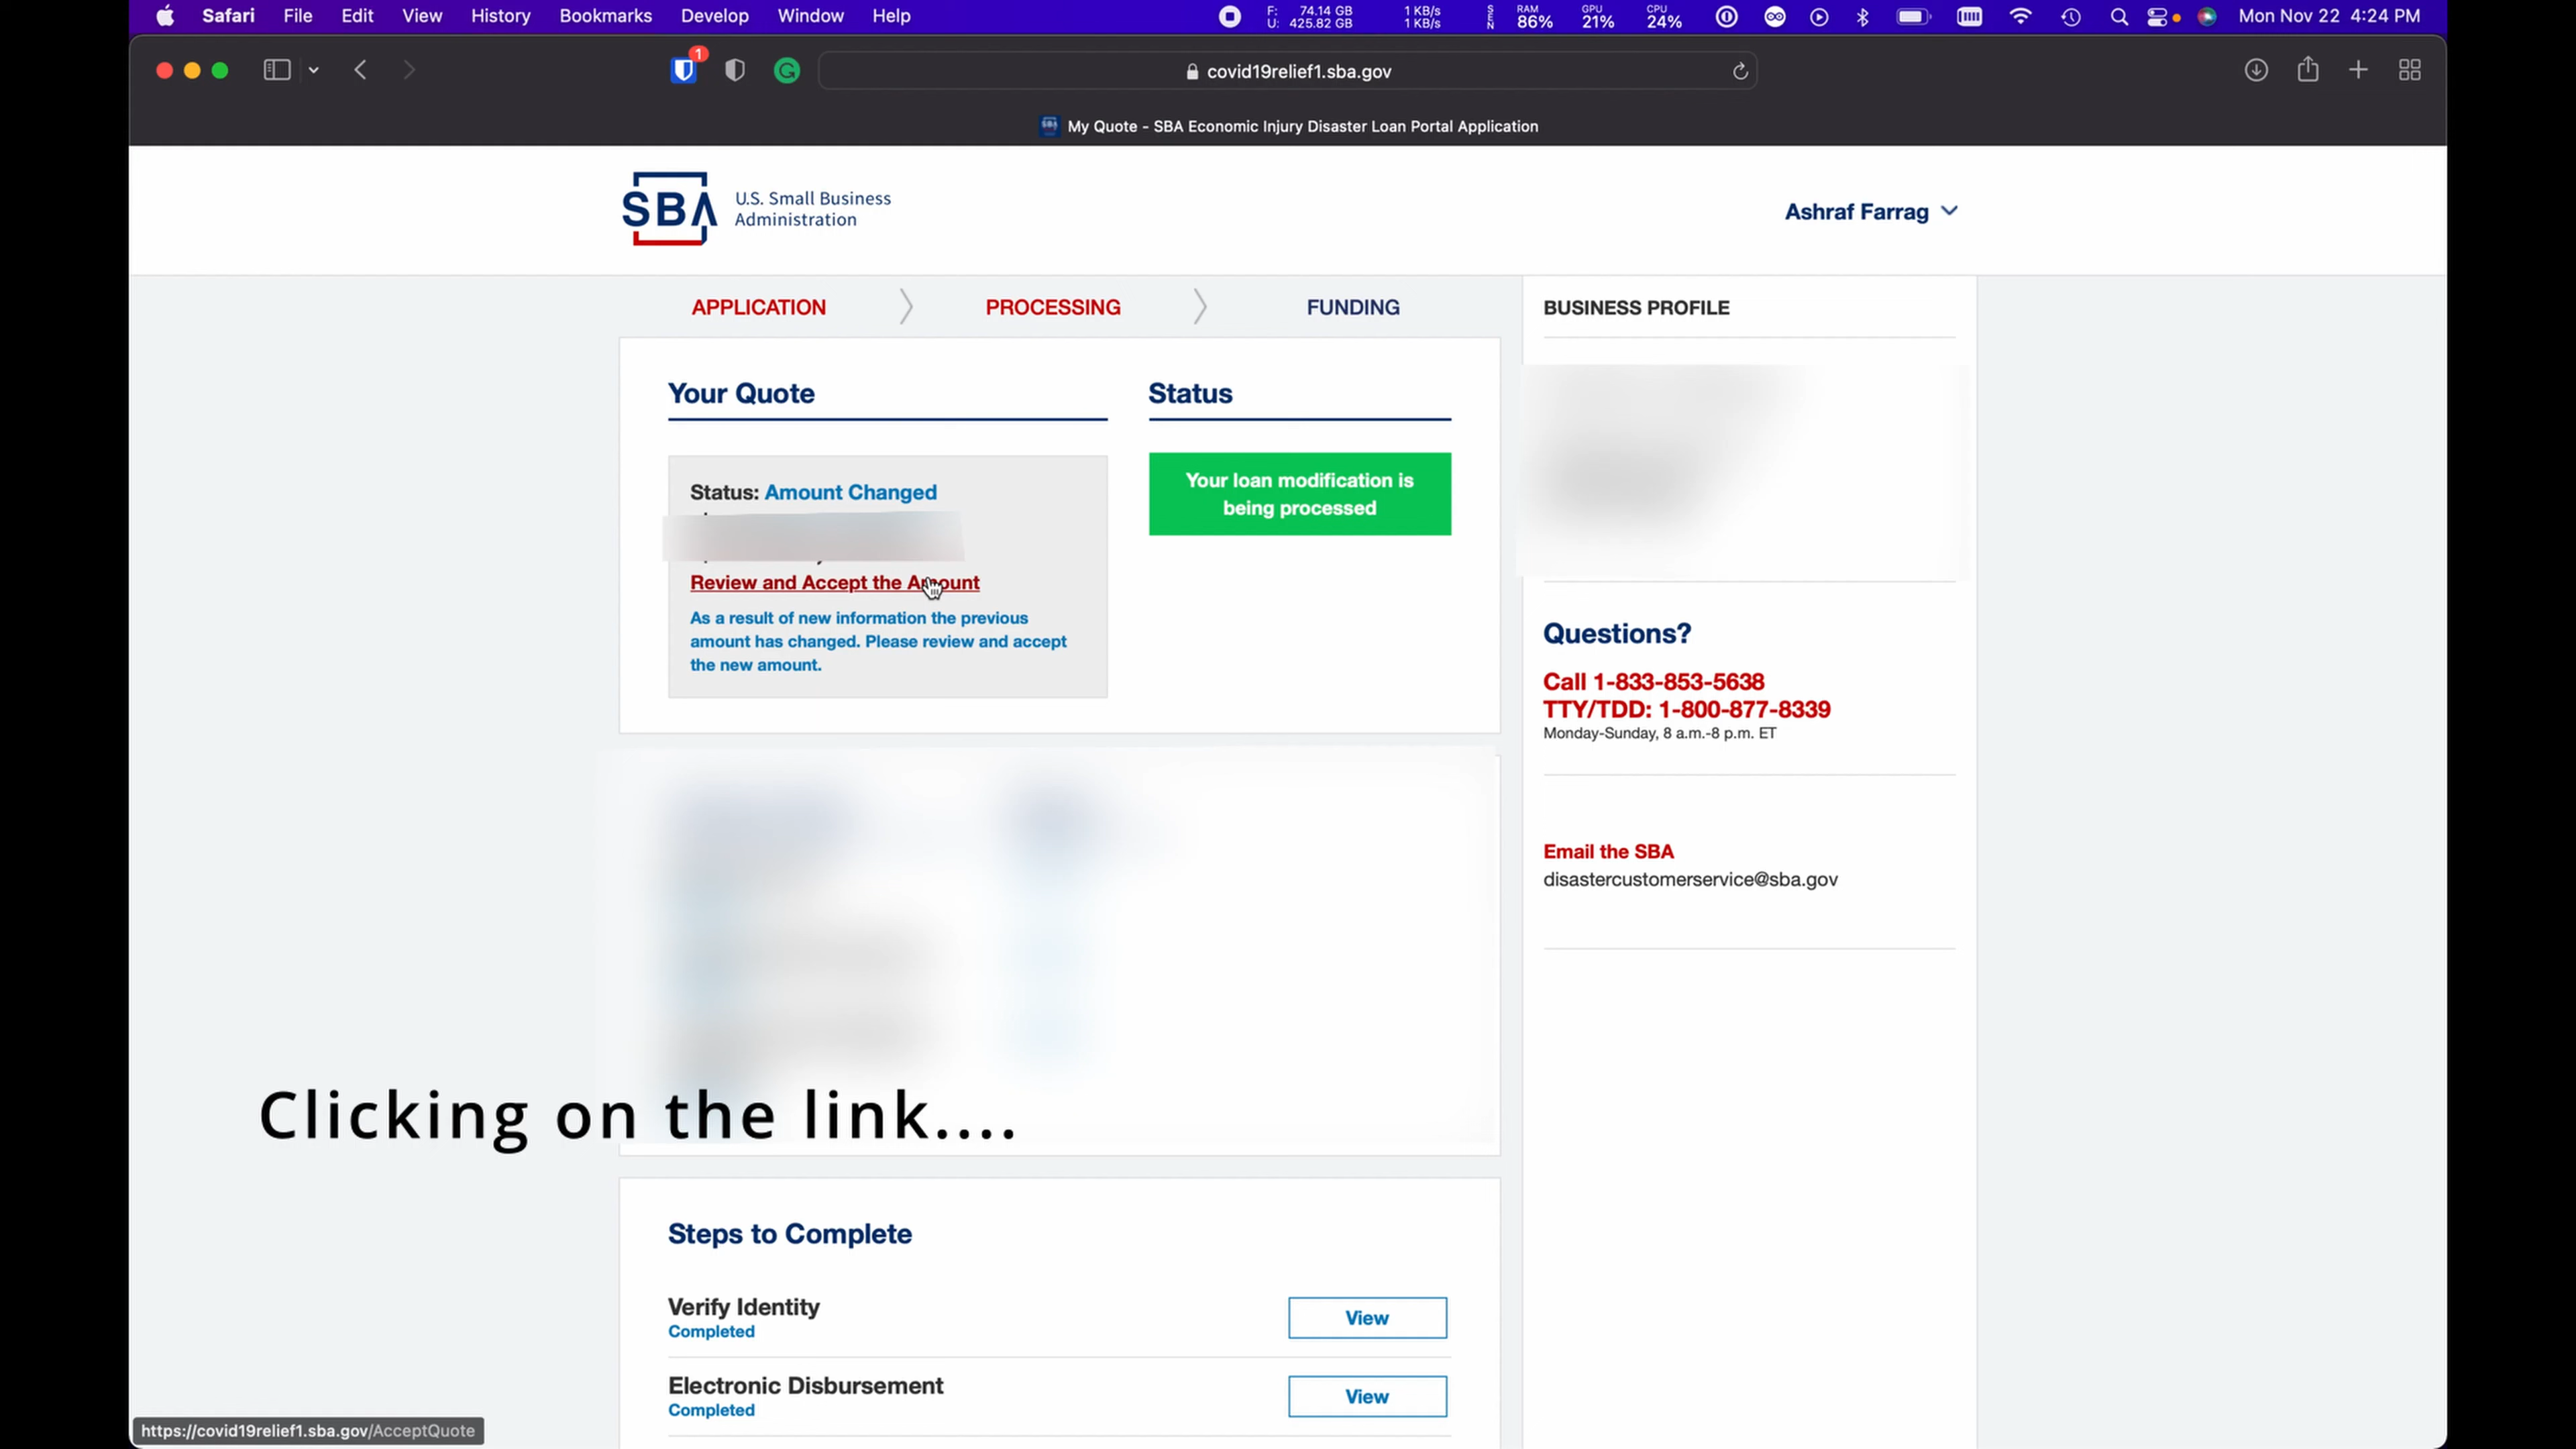 Safari File Edit View History Bookmarks Develop Window Help
F: 74.14 GB
U: 425.82 GB
1 KB/s
1 KB/s
SEN
RAM
86%
GPU
21%
CPU
24%
Mon Nov 22 4:24 PM
1
covid19relief1.sba.gov
My Quote - SBA Economic Injury Disaster Loan Portal Application
SBA
U.S. Small Business
Administration
Ashraf Farrag
APPLICATION
PROCESSING
FUNDING
BUSINESS PROFILE
Your Quote
Status
Status: Amount Changed
Review and Accept the Amount
As a result of new information the previous
amount has changed. Please review and accept
the new amount.
Your loan modification is
being processed
Questions?
Call 1-833-853-5638
TTY/TDD: 1-800-877-8339
Monday-Sunday, 8 a.m.-8 p.m. ET
Email the SBA
disastercustomerservice@sba.gov
Clicking on the link....
Steps to Complete
Verify Identity
Completed
View
Electronic Disbursement
Completed
View
https://covid19relief1.sba.gov/AcceptQuote